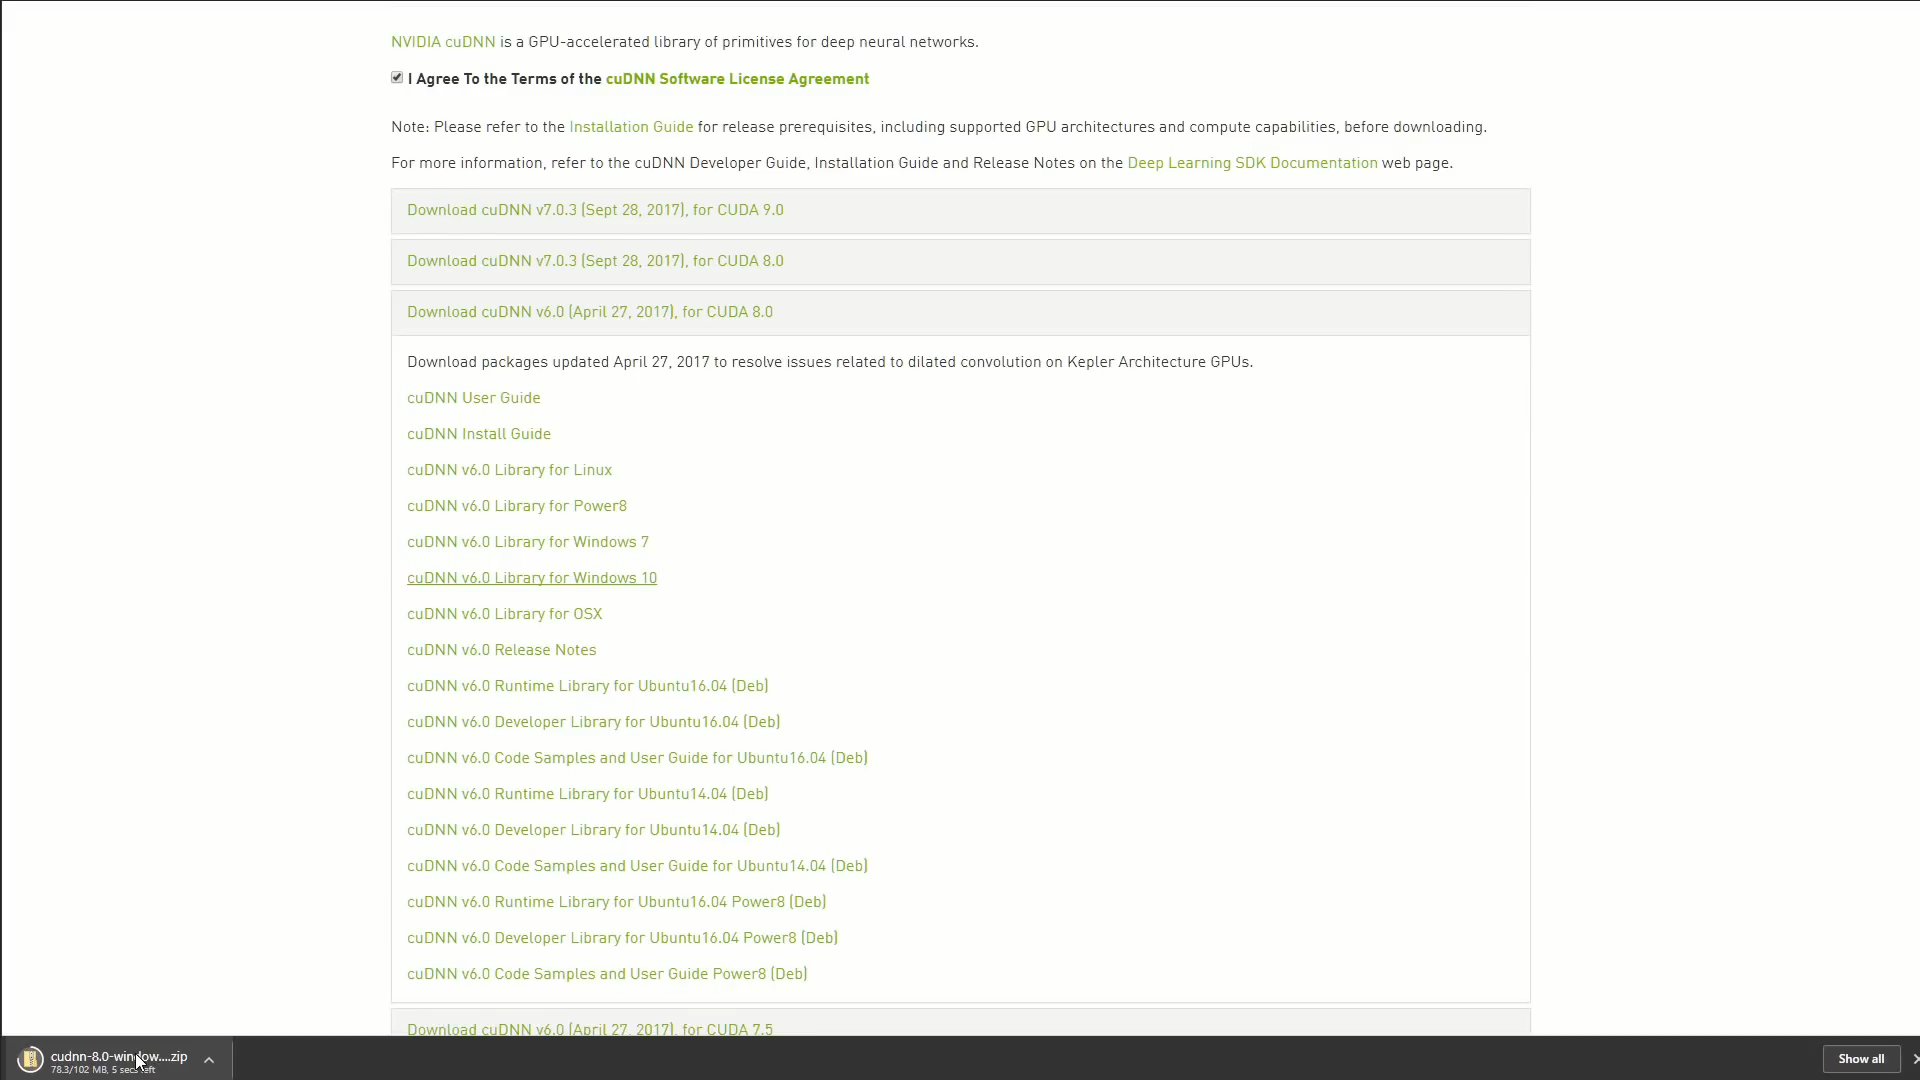 NVIDIA cuDNN is a GPU-accelerated library of primitives for deep neural networks.
I Agree To the Terms of the cuDNN Software License Agreement
Note: Please refer to the Installation Guide for release prerequisites, including supported GPU architectures and compute capabilities, before downloading.
For more information, refer to the cuDNN Developer Guide, Installation Guide and Release Notes on the Deep Learning SDK Documentation web page.
Download cuDNN v7.0.3 (Sept 28, 2017), for CUDA 9.0
Download cuDNN v7.0.3 (Sept 28, 2017), for CUDA 8.0
Download cuDNN v6.0 (April 27, 2017), for CUDA 8.0
Download packages updated April 27, 2017 to resolve issues related to dilated convolution on Kepler Architecture GPUs.
cuDNN User Guide
cuDNN Install Guide
cuDNN v6.0 Library for Linux
cuDNN v6.0 Library for Power8
cuDNN v6.0 Library for Windows 7
cuDNN v6.0 Library for Windows 10
cuDNN v6.0 Library for OSX
cuDNN v6.0 Release Notes
cuDNN v6.0 Runtime Library for Ubuntu16.04 (Deb)
cuDNN v6.0 Developer Library for Ubuntu16.04 (Deb)
cuDNN v6.0 Code Samples and User Guide for Ubuntu16.04 (Deb)
cuDNN v6.0 Runtime Library for Ubuntu14.04 (Deb)
cuDNN v6.0 Developer Library for Ubuntu14.04 (Deb)
cuDNN v6.0 Code Samples and User Guide for Ubuntu14.04 (Deb)
cuDNN v6.0 Runtime Library for Ubuntu16.04 Power8 (Deb)
cuDNN v6.0 Developer Library for Ubuntu16.04 Power8 (Deb)
cuDNN v6.0 Code Samples and User Guide Power8 (Deb)
Download cuDNN v6.0 (April 27, 2017), for CUDA 7.5
cudnn-8.0-window....zip
78.3/102 MB, 5 secs left
Show all